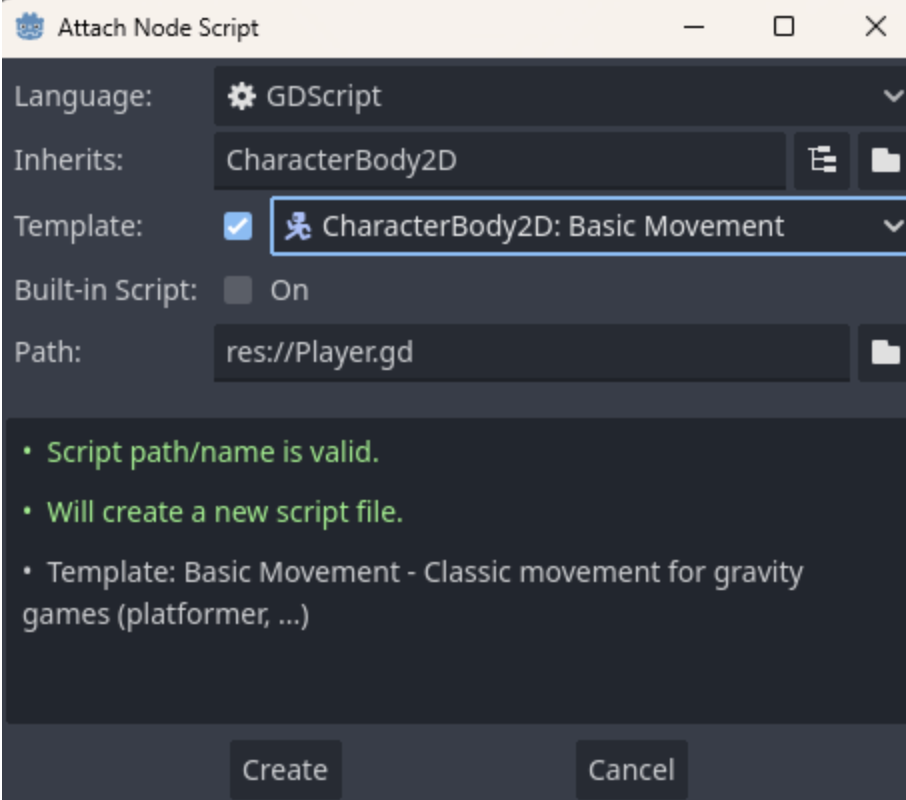 Attach Node Script
Language: GDScript
Inherits: CharacterBody2D
Template: CharacterBody2D: Basic Movement
Built-in Script: On
Path: res://Player.gd
• Script path/name is valid.
• Will create a new script file.
• Template: Basic Movement - Classic movement for gravity
games (platformer, ...)
Create Cancel